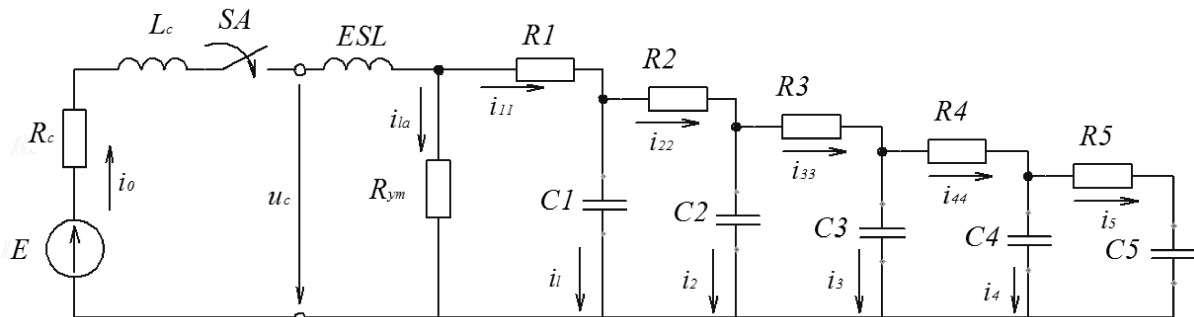 Lc SA ESL R1
R2
R3
R4
R5
Rc
i0
E
uc
i1a
Rym
i11
i22
i33
i44
i5
C1
C2
C3
C4
C5
i1
i2
i3
i4